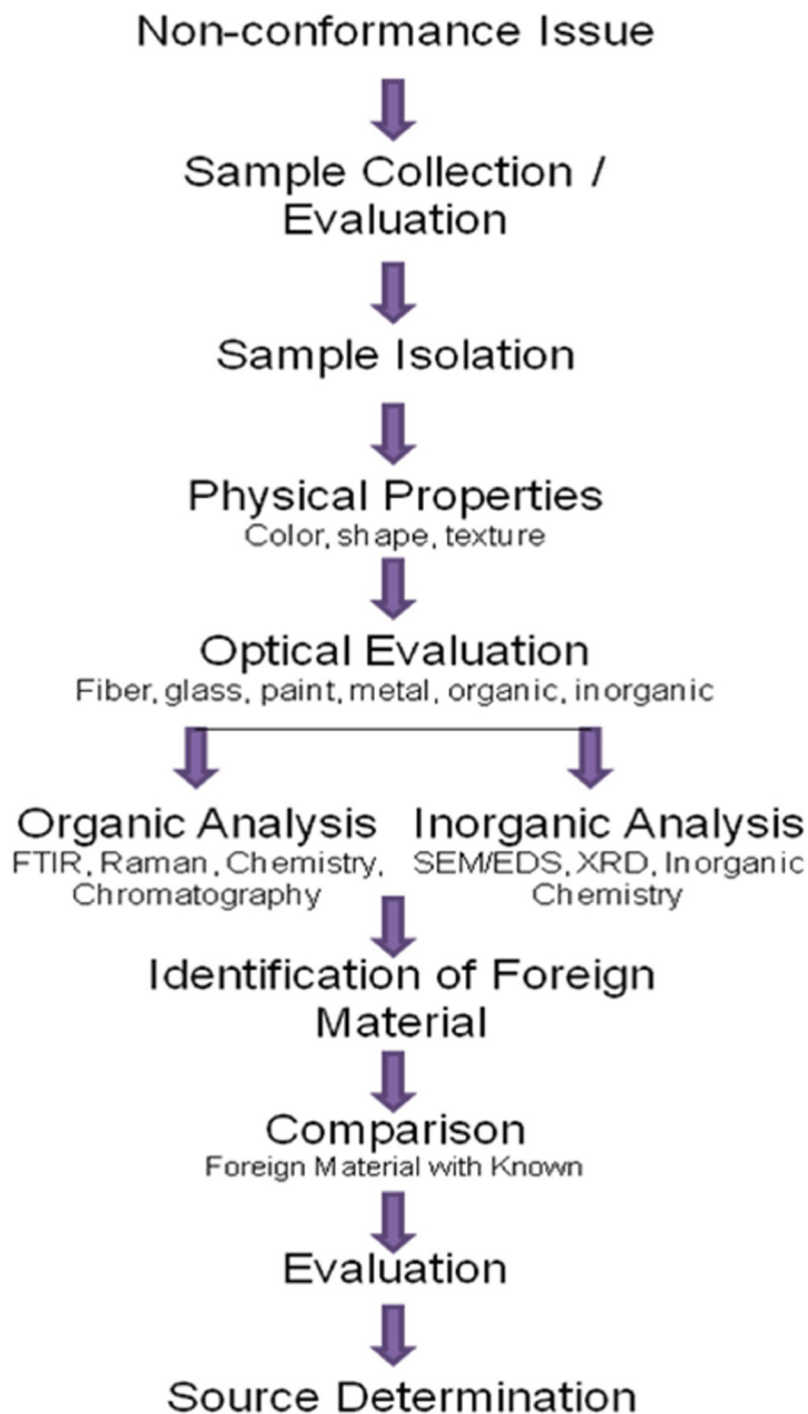 Non-conformance Issue
Sample Collection /
Evaluation
Sample Isolation
Physical Properties
Color, shape, texture
Optical Evaluation
Fiber, glass, paint, metal, organic, inorganic
Organic Analysis
FTIR, Raman, Chemistry,
Chromatography
Inorganic Analysis
SEM/EDS, XRD, Inorganic
Chemistry
Identification of Foreign
Material
Comparison
Foreign Material with Known
Evaluation
Source Determination